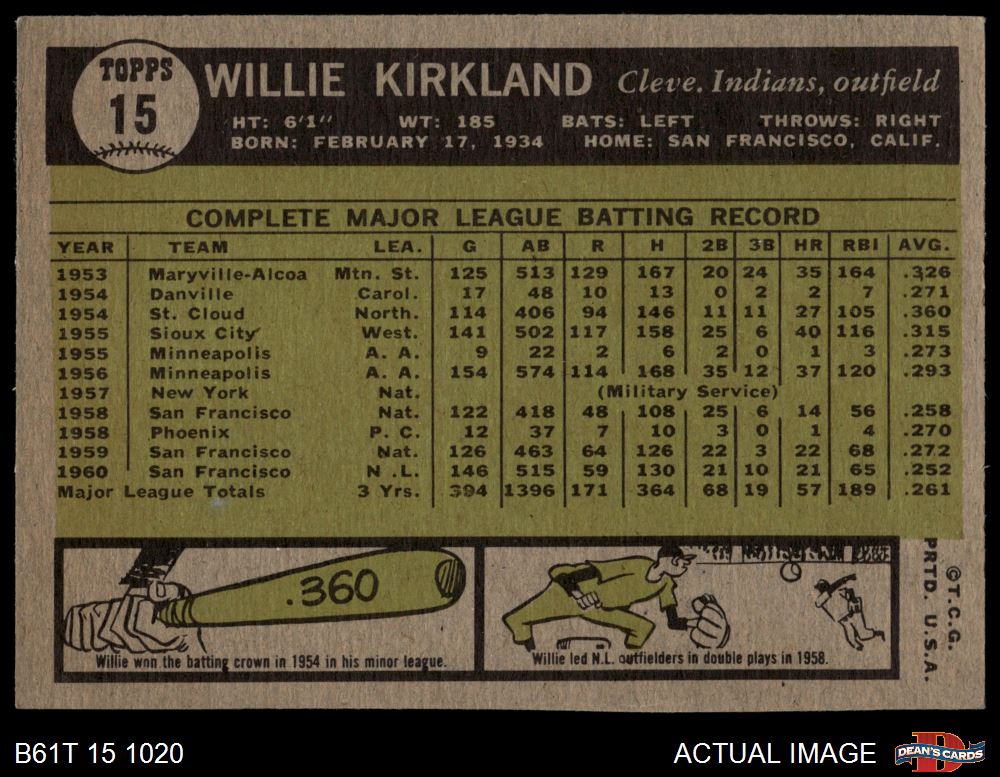 TOPPS
15
WILLIE KIRKLAND Cleve. Indians, outfield
HT: 6'1'' WT: 185 BATS: LEFT THROWS: RIGHT
BORN: FEBRUARY 17, 1934 HOME: SAN FRANCISCO, CALIF.
COMPLETE MAJOR LEAGUE BATTING RECORD
YEAR TEAM LEA. G AB R H 2B 3B HR RBI AVG.
1953 Maryville-Alcoa Mtn. St. 125 513 129 167 20 24 35 164 .326
1954 Danville Carol. 17 48 10 13 0 2 2 7 .271
1954 St. Cloud North. 114 406 94 146 11 11 27 105 .360
1955 Sioux City West. 141 502 117 158 25 6 40 116 .315
1955 Minneapolis A. A. 9 22 2 6 2 0 1 3 .273
1956 Minneapolis A. A. 154 574 114 168 35 12 37 120 .293
1957 New York Nat. (Military Service)
1958 San Francisco Nat. 122 418 48 108 25 6 14 56 .258
1958 Phoenix P. C. 12 37 7 10 3 0 1 4 .270
1959 San Francisco Nat. 126 463 64 126 22 3 22 68 .272
1960 San Francisco N .L. 146 515 59 130 21 10 21 65 .252
Major League Totals 3 Yrs. 394 1396 171 364 68 19 57 189 .261
.360
Willie won the batting crown in 1954 in his minor league.
Willie led N.L. outfielders in double plays in 1958.
©T.C.G.
PRTD. U.S.A.
B61T 15 1020
ACTUAL IMAGE
DEAN'S CARDS